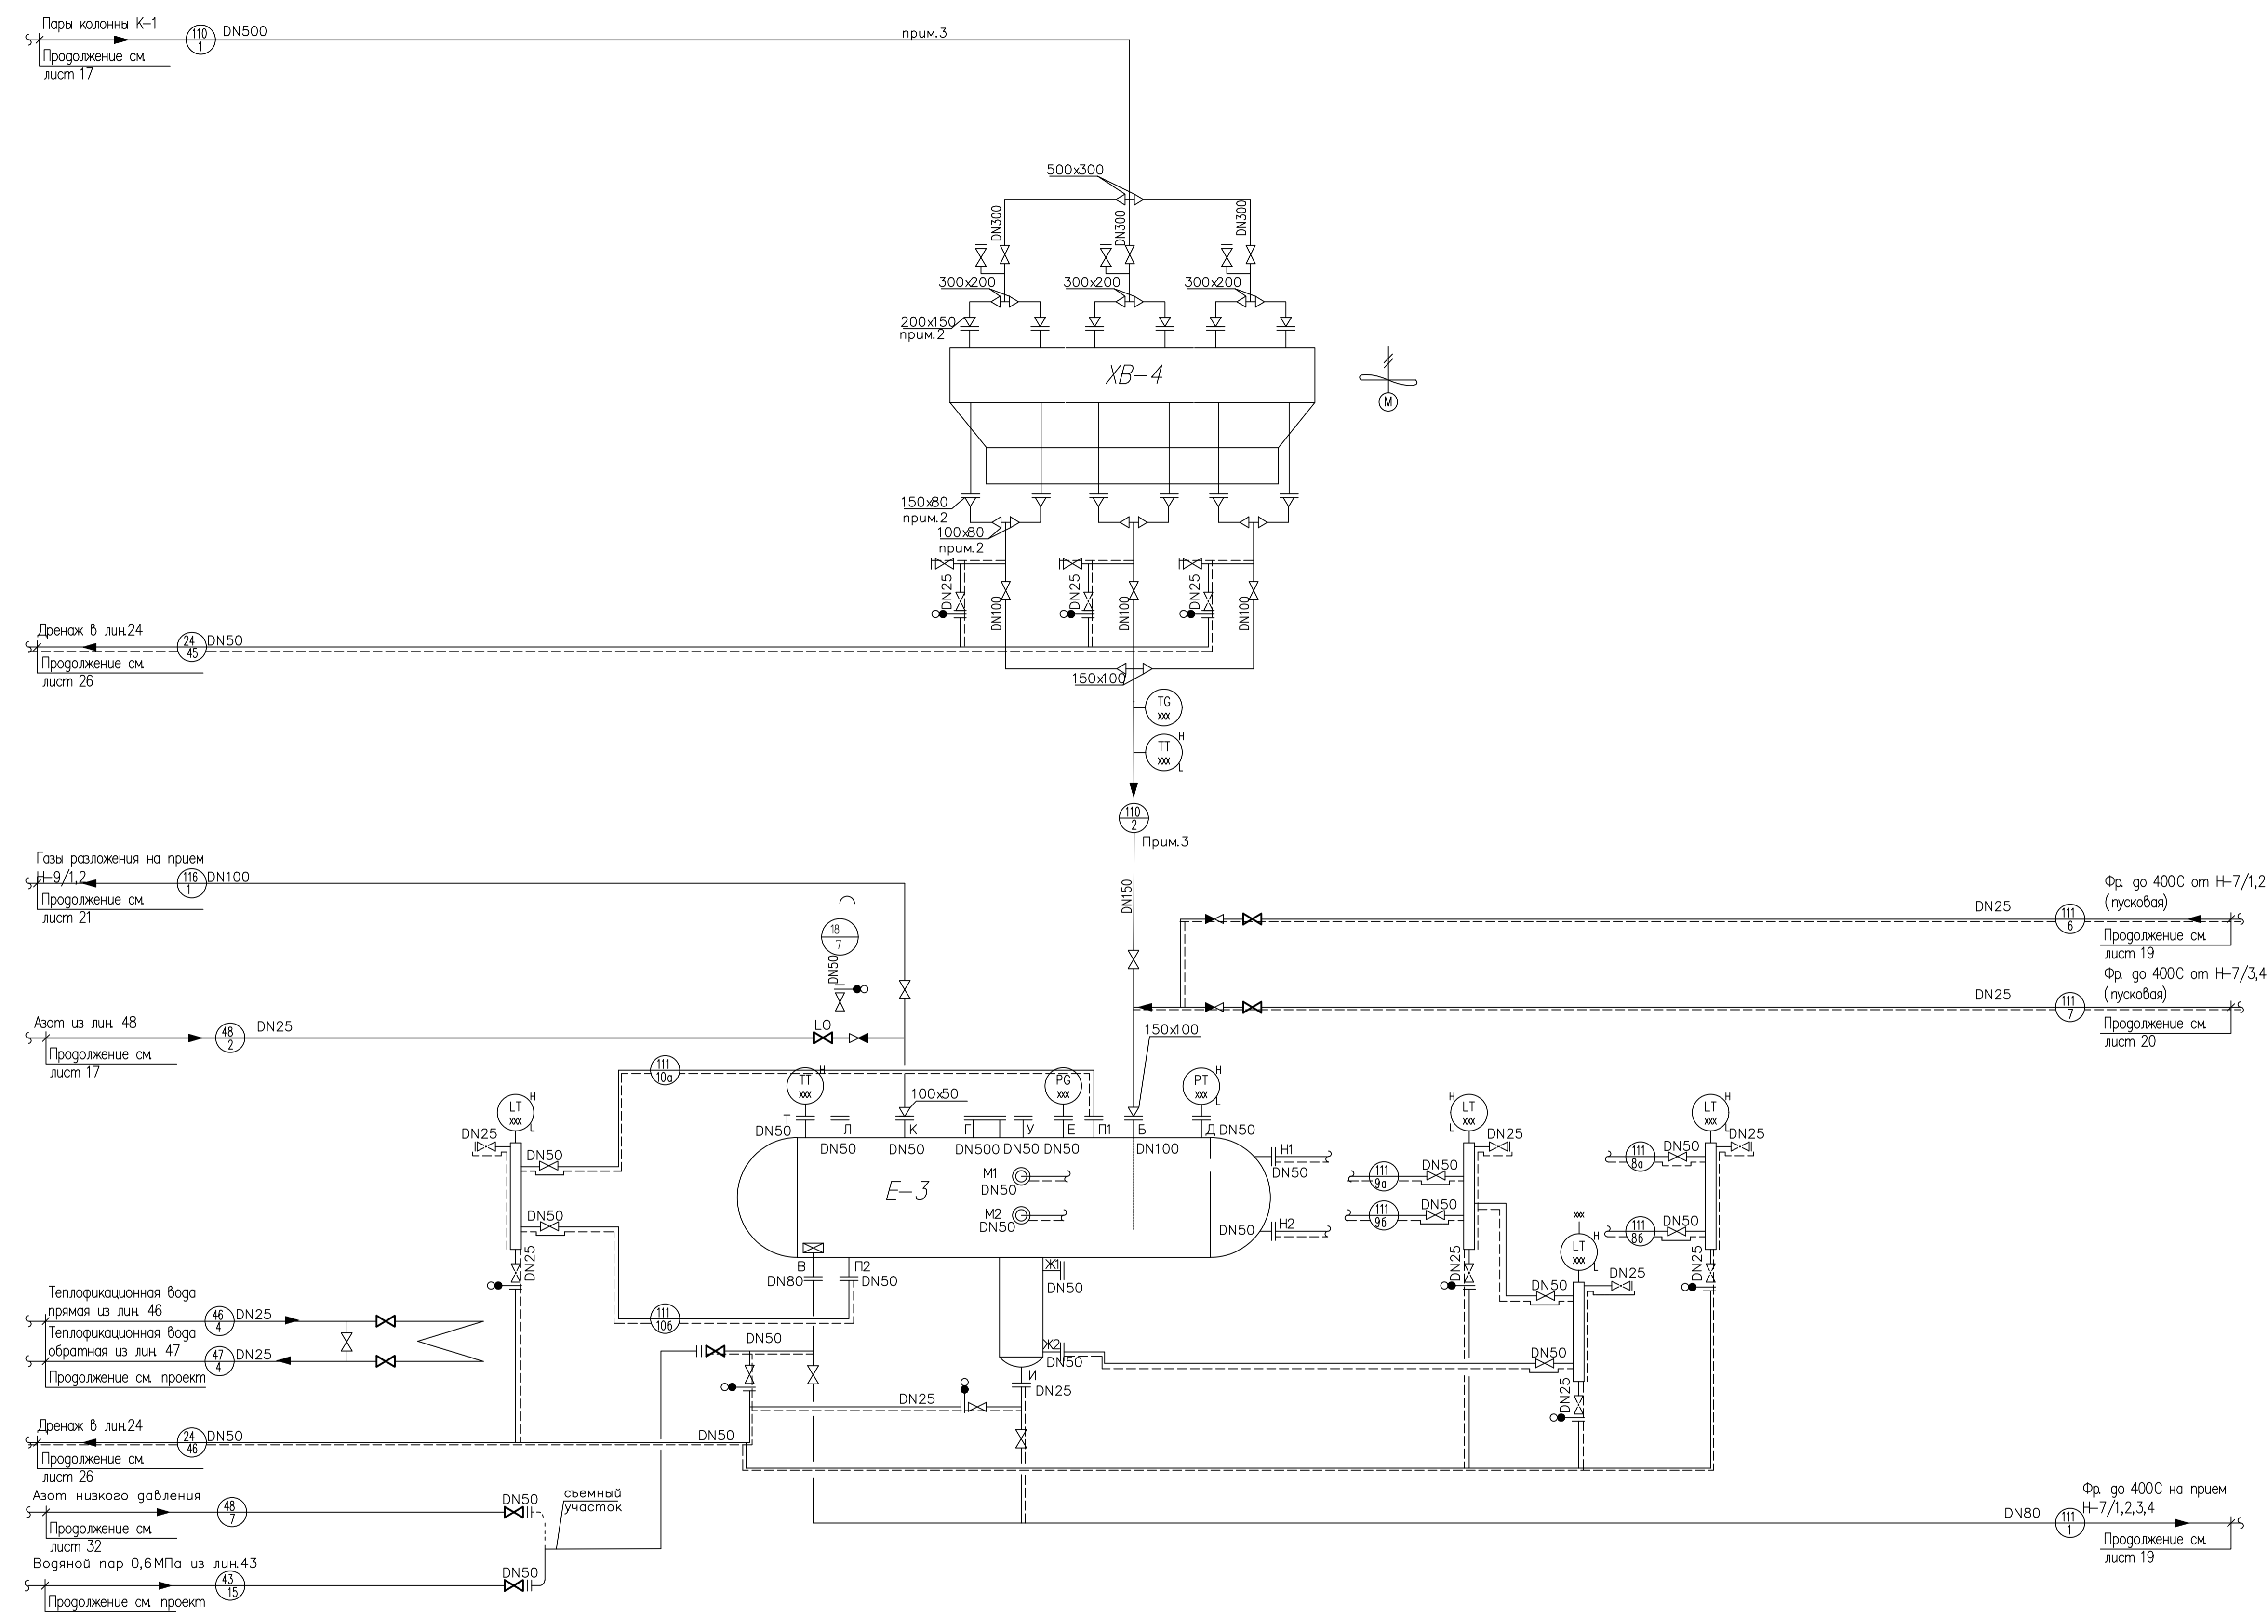 Пары колонны К-1
110
1
DN500
прим.3
Продолжение см.
лист 17
500x300
DN300
DN300
DN300
300x200
300x200
300x200
200x150
прим.2
ХВ-4
М
150x80
прим.2
100x80
прим.2
DN25
DN25
DN25
DN100
DN100
DN100
Дренаж в лин.24
24
45
DN50
Продолжение см.
лист 26
150x100
TG
xxx
TT
xxx
H
L
110
2
Прим.3
DN150
Газы разложения на прием
Н-9/1,2
116
1
DN100
Продолжение см.
лист 21
18
7
DN50
Фр. до 400С от Н-7/1,2
(пусковая)
DN25
111
6
Продолжение см.
лист 19
Фр. до 400С от Н-7/3,4
(пусковая)
DN25
111
7
Продолжение см.
лист 20
Азот из лин. 48
48
2
DN25
LO
Продолжение см.
лист 17
150x100
111
10а
TT
xxx
H
100x50
PG
xxx
PT
xxx
H
L
LT
xxx
H
L
DN25
DN50
DN50
DN25
Т
DN50
Л
DN50
К
DN50
Г
DN500
У
DN50
Е
DN50
П1
Б
DN100
Д
DN50
Н1
DN50
М1
DN50
Е-3
М2
DN50
DN50
Н2
LT
xxx
H
L
DN25
111
9а
DN50
111
9б
DN50
DN25
LT
xxx
H
L
DN25
111
8а
DN50
111
8б
DN50
DN25
xxx
LT
xxx
H
L
DN25
DN50
DN50
DN25
В
DN80
П2
DN50
Ж1
DN50
Ж2
DN50
И
DN25
111
10б
DN50
DN25
Теплофикационная вода
прямая из лин. 46
46
4
DN25
Теплофикационная вода
обратная из лин. 47
47
4
DN25
Продолжение см. проект
Дренаж в лин.24
24
46
DN50
DN50
Продолжение см.
лист 26
Азот низкого давления
48
7
DN50
съемный
участок
Продолжение см.
лист 32
Водяной пар 0,6МПа из лин.43
43
15
DN50
Продолжение см. проект
Фр. до 400С на прием
Н-7/1,2,3,4
DN80
111
1
Продолжение см.
лист 19